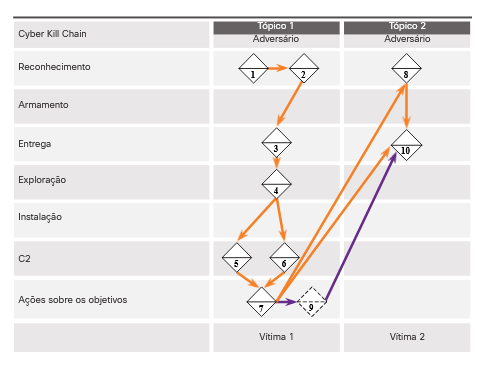 Cyber Kill Chain
Tópico 1
Adversário
Tópico 2
Adversário
Reconhecimento
1
2
8
Armamento
Entrega
3
10
Exploração
4
Instalação
C2
5
6
Ações sobre os objetivos
7
9
Vítima 1
Vítima 2